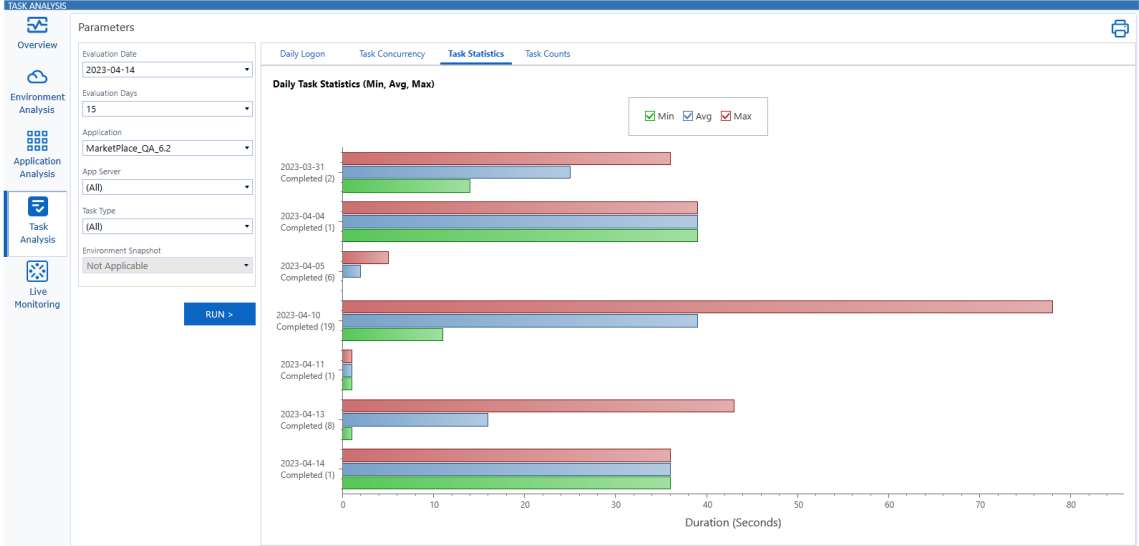 TASK ANALYSIS
Overview
Environment
Analysis
Application
Analysis
Task
Analysis
Live
Monitoring
Parameters
Evaluation Date
2023-04-14
Evaluation Days
15
Application
MarketPlace_QA_6.2
App Server
(All)
Task Type
(All)
Environment Snapshot
Not Applicable
RUN >
Daily Logon
Task Concurrency
Task Statistics
Task Counts
Daily Task Statistics (Min, Avg, Max)
Min Avg Max
2023-03-31
Completed (2)
2023-04-04
Completed (1)
2023-04-05
Completed (6)
2023-04-10
Completed (19)
2023-04-11
Completed (1)
2023-04-13
Completed (8)
2023-04-14
Completed (1)
0 10 20 30 40 50 60 70 80
Duration (Seconds)